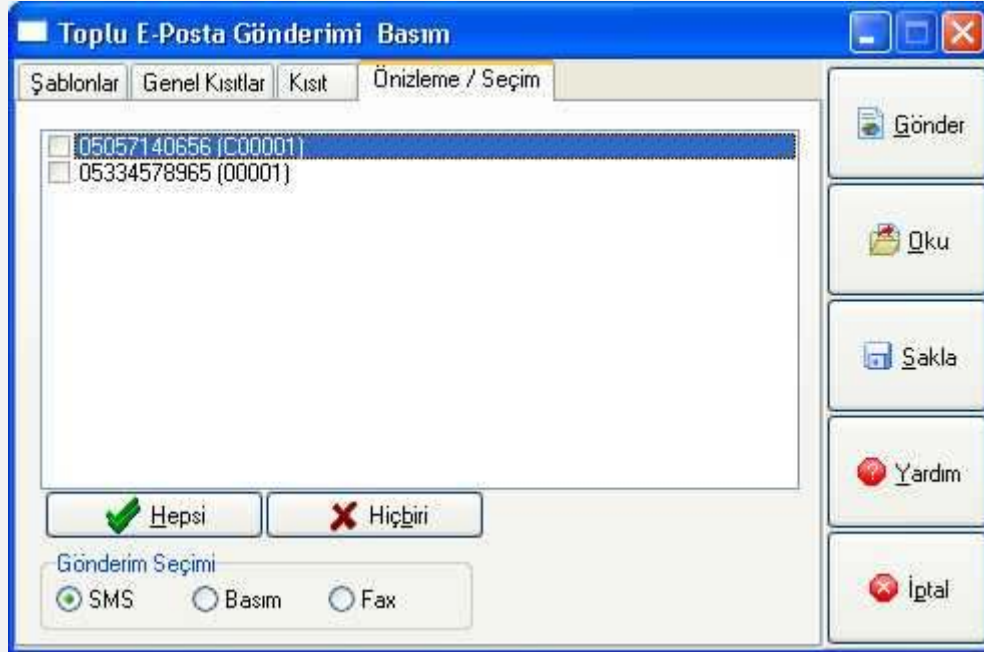 Toplu E-Posta Gönderimi Basım
Şablonlar Genel Kısıtlar Kısıt Önizleme / Seçim
05057140656 (C00001)
05334578965 (00001)
Hepsi Hiçbiri
Gönderim Seçimi
SMS Basım Fax
Gönder
Oku
Sakla
Yardım
İptal